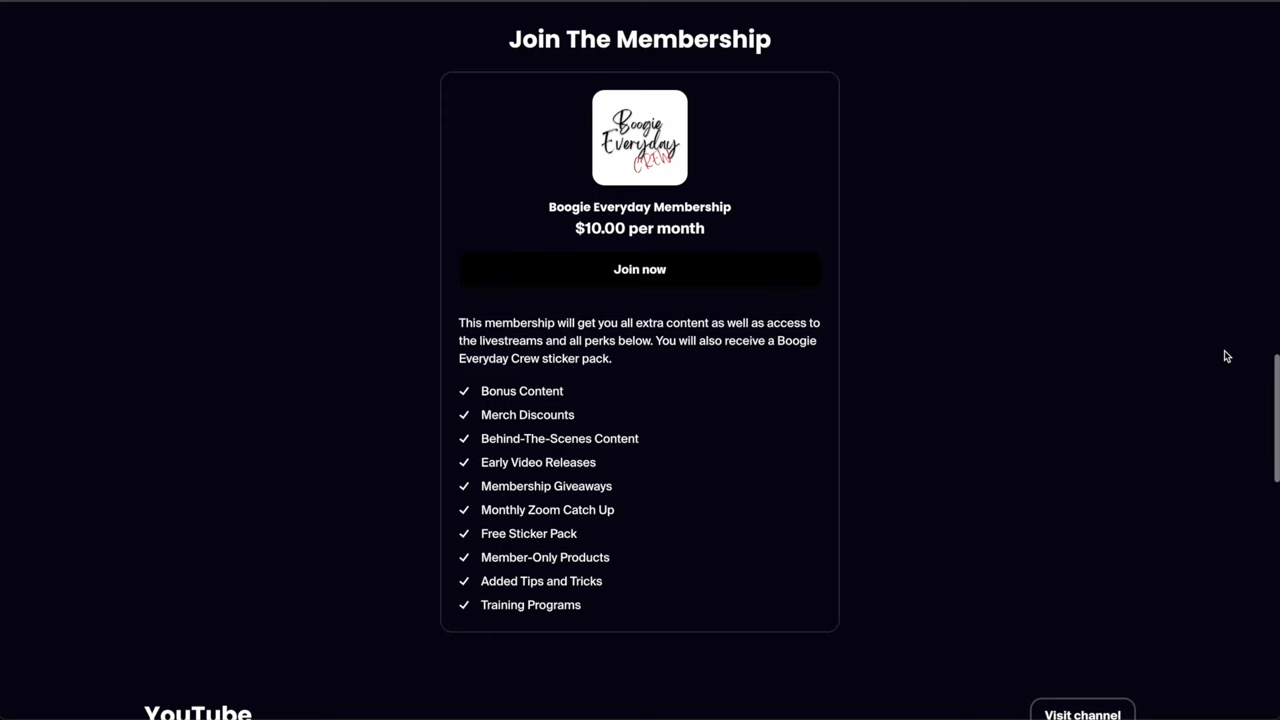 Join The Membership
Boogie
Everyday
CREW
Boogie Everyday Membership
$10.00 per month
Join now
This membership will get you all extra content as well as access to
the livestreams and all perks below. You will also receive a Boogie
Everyday Crew sticker pack.
Bonus Content
Merch Discounts
Behind-The-Scenes Content
Early Video Releases
Membership Giveaways
Monthly Zoom Catch Up
Free Sticker Pack
Member-Only Products
Added Tips and Tricks
Training Programs
YouTube
Visit channel